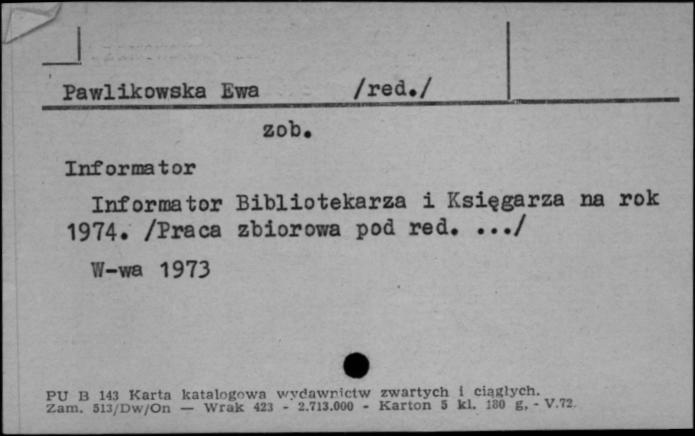 Pawlikowska Ewa /red./
zob.
Informator
Informator Bibliotekarza i Księgarza na rok
1974. /Praca zbiorowa pod red. .../
W-wa 1973
PU B 143 Karta katalogowa wydawnictw zwartych i ciągłych.
Zam. 513/Dw/On — Wrak 423 - 2.713.000 - Karton 5 kl. 180 g. - V.72.